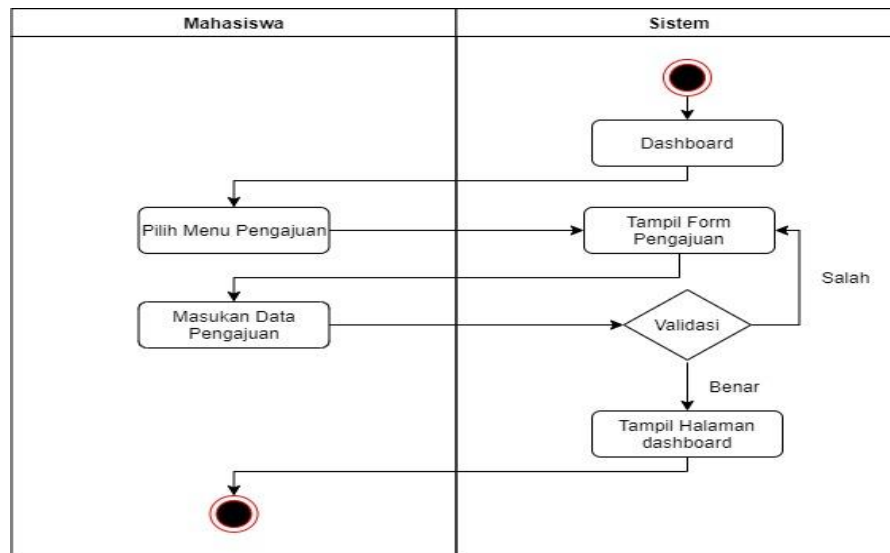 Mahasiswa
Sistem
Dashboard
Pilih Menu Pengajuan
Tampil Form
Pengajuan
Salah
Masukan Data
Pengajuan
Validasi
Benar
Tampil Halaman
dashboard